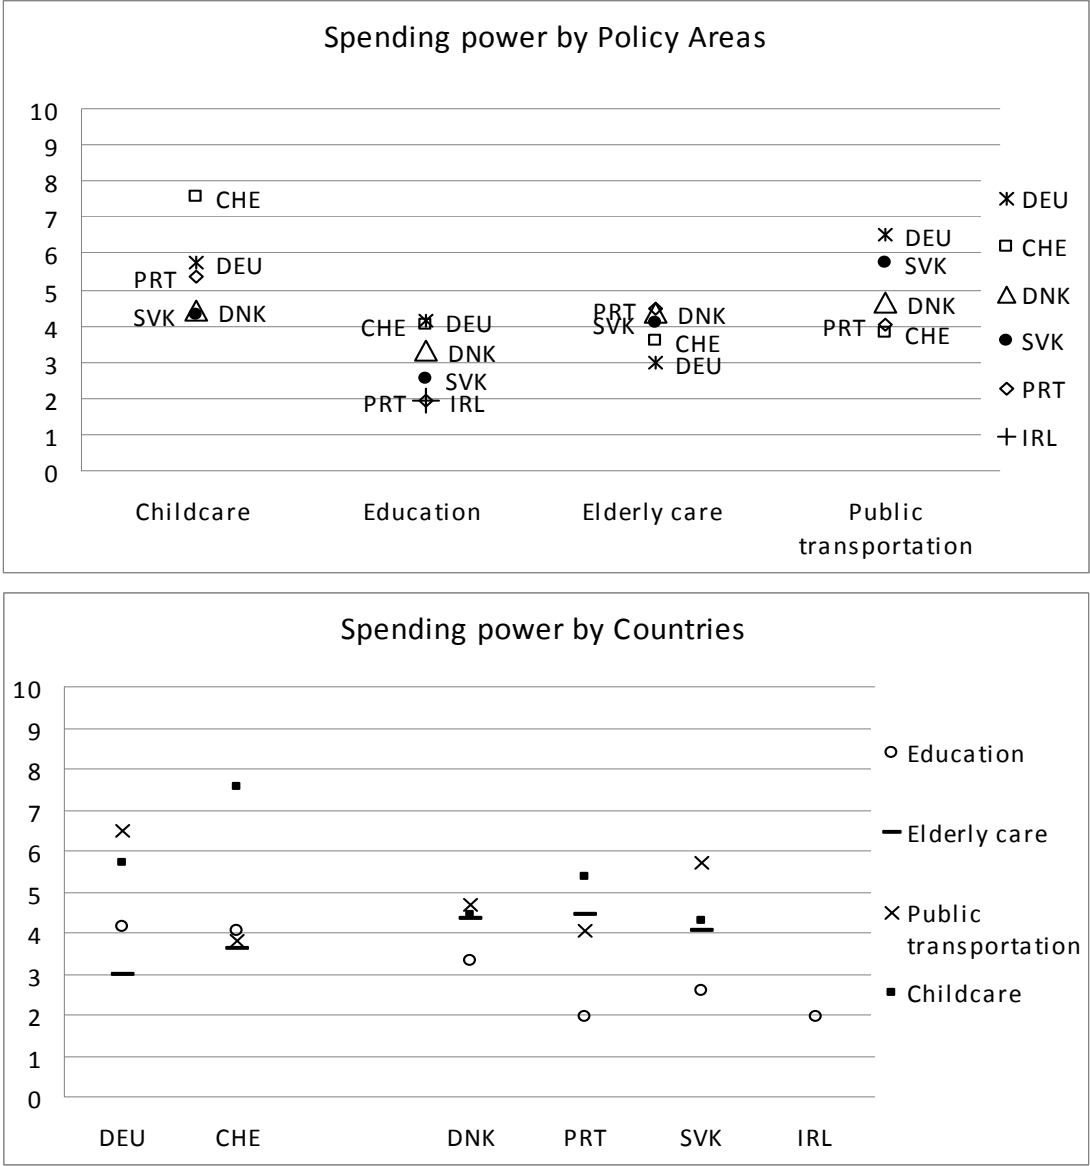 Spending power by Policy Areas
10
9
8
7
6
5
4
3
2
1
0
CHE
DEU
PRT
SVK
DNK
CHE
DEU
DNK
SVK
PRT
IRL
PRT
SVK
DNK
CHE
DEU
DEU
SVK
DNK
PRT
CHE
Childcare
Education
Elderly care
Public
transportation
DEU
CHE
DNK
SVK
PRT
IRL
Spending power by Countries
10
9
8
7
6
5
4
3
2
1
0
DEU
CHE
DNK
PRT
SVK
IRL
Education
Elderly care
Public
transportation
Childcare